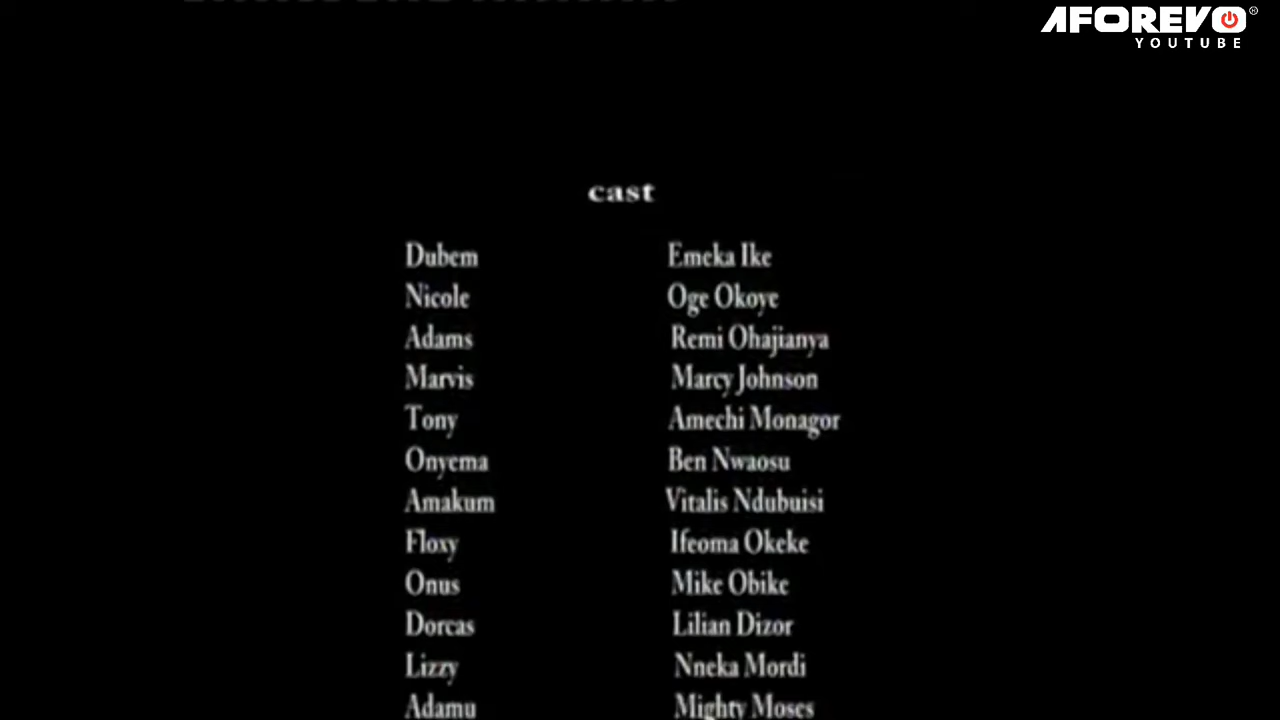 AFOREVO
YOUTUBE
cast
Dubem Emeka Ike
Nicole Oge Okoye
Adams Remi Ohajianya
Marvis Marcy Johnson
Tony Amechi Monagor
Onyema Ben Nwaosu
Amakum Vitalis Ndubuisi
Floxy Ifeoma Okeke
Onus Mike Obike
Dorcas Lilian Dizor
Lizzy Nneka Mordi
Adamu Mighty Moses